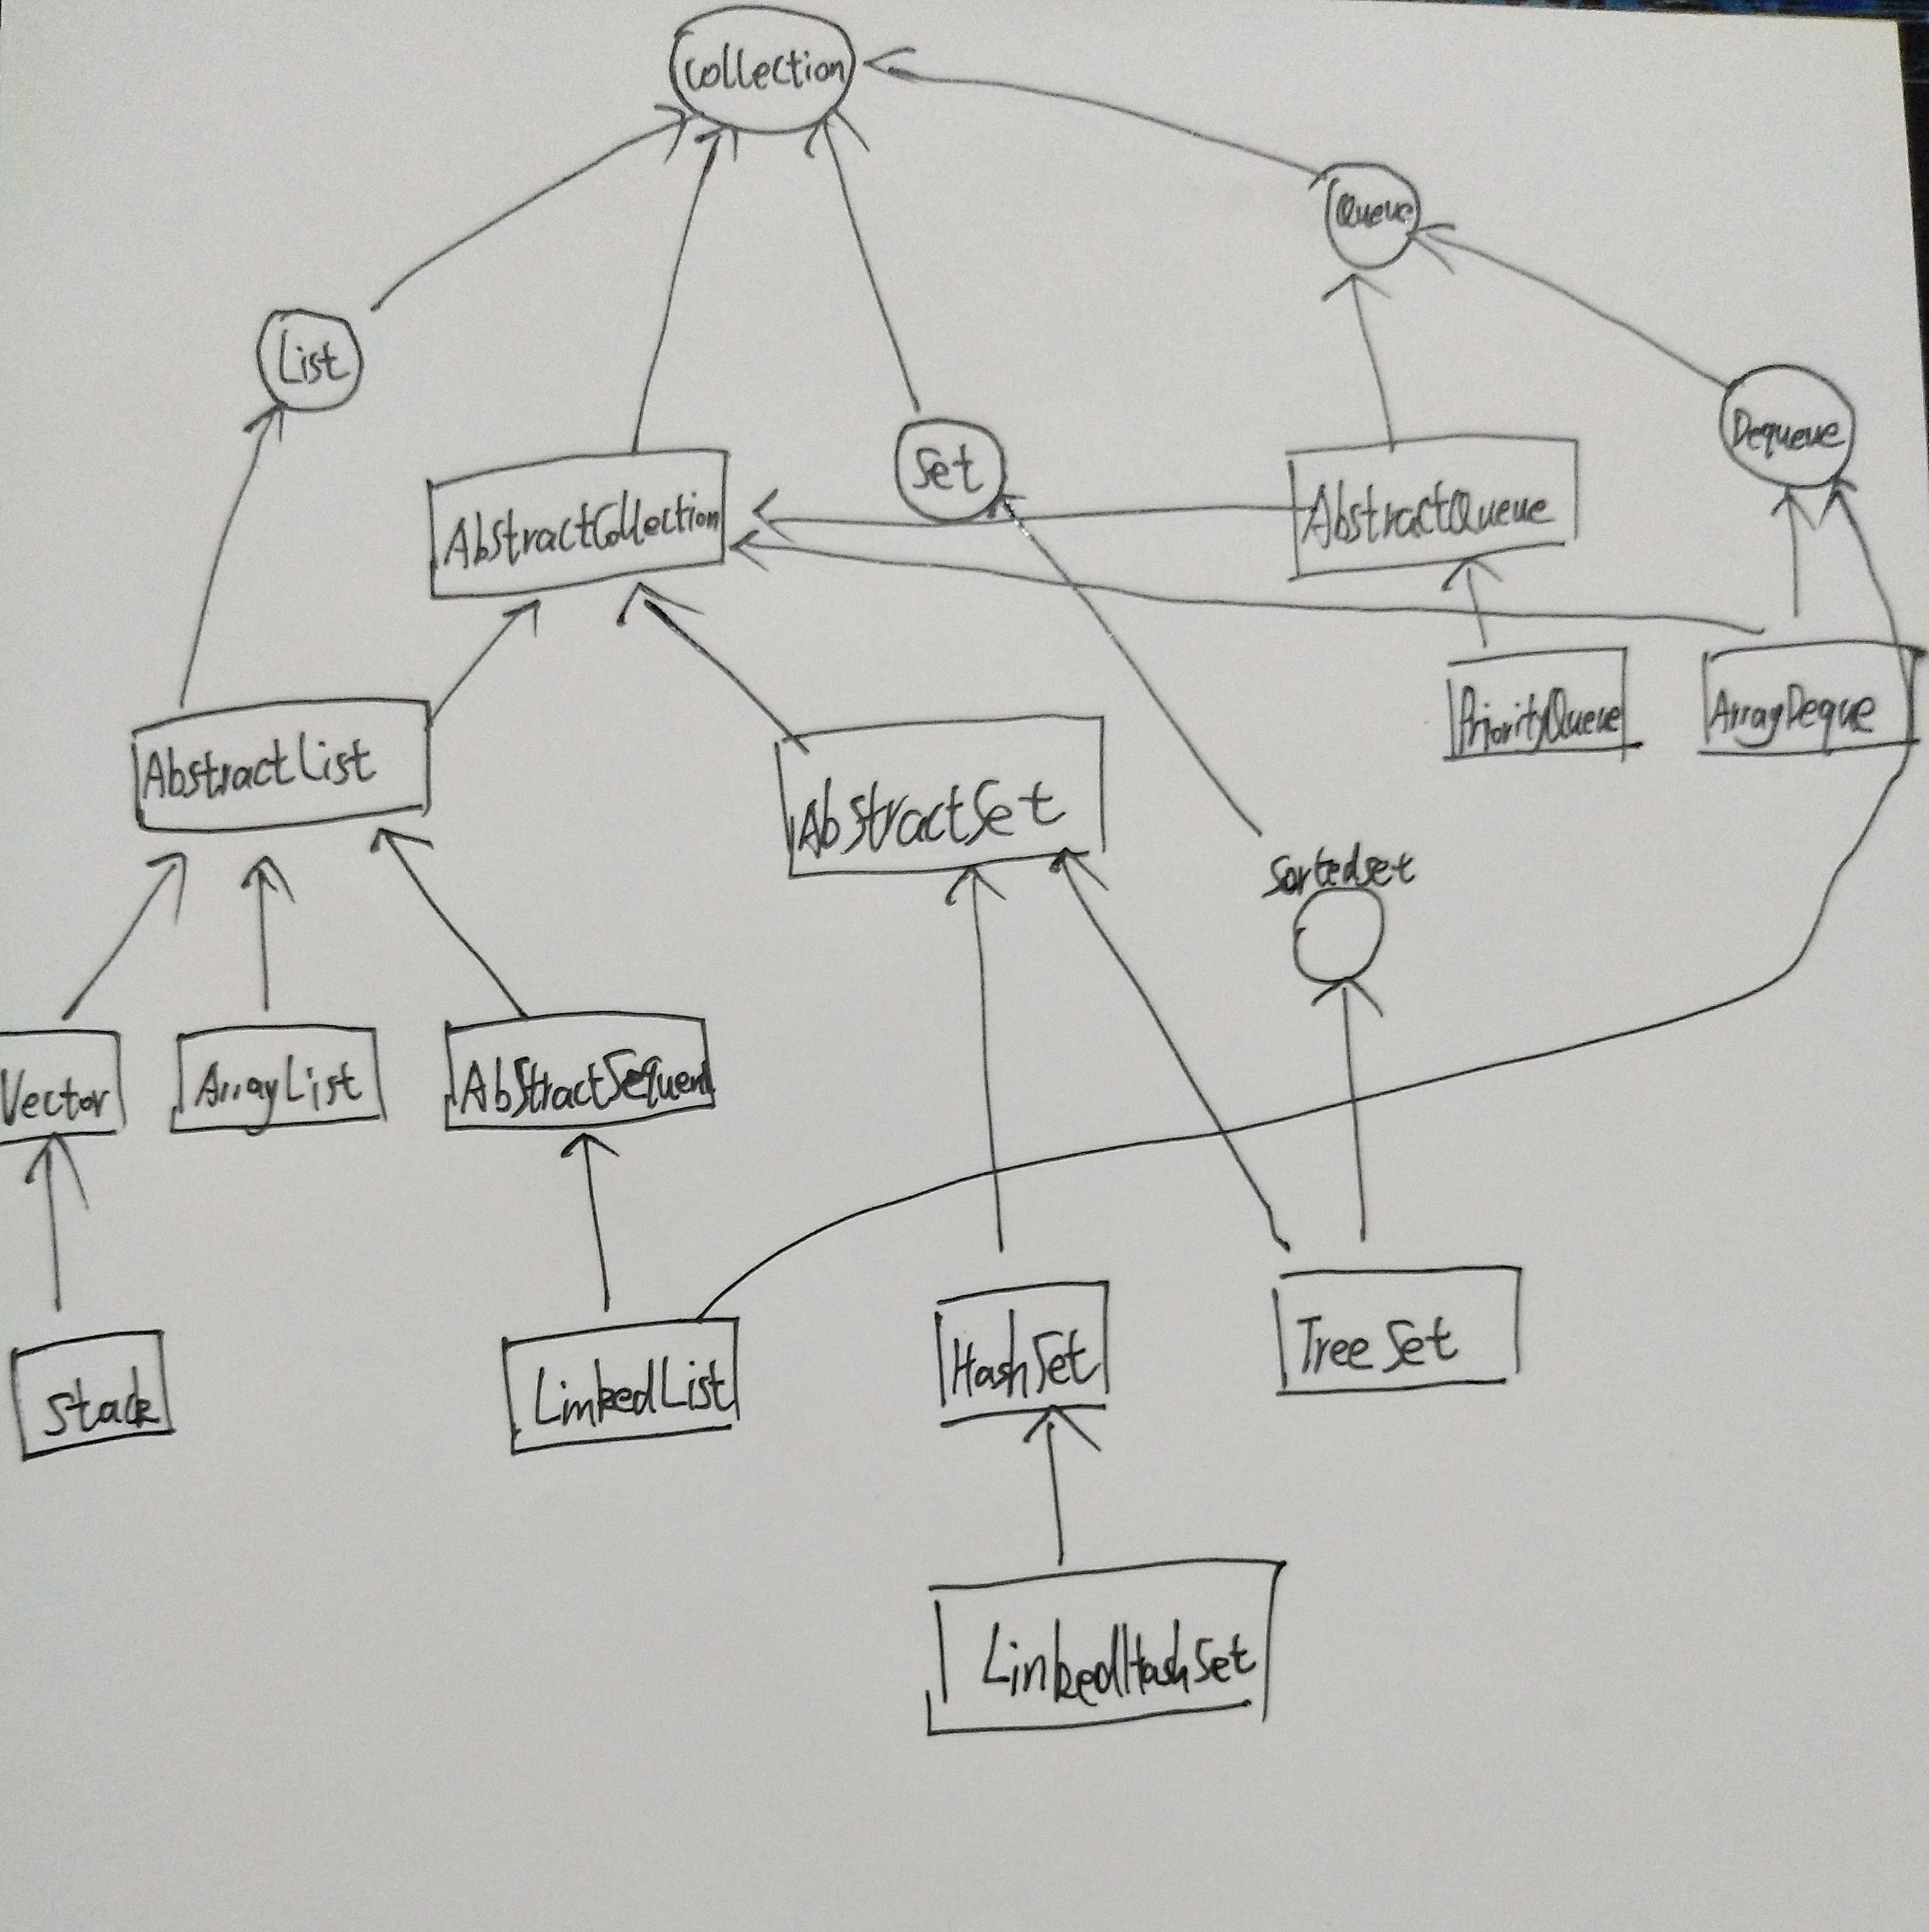 Collection
Queue
List
Dequeue
Set
AbstractCollection
AbstractQueue
PriorityQueue
ArrayDeque
AbstractList
AbstractSet
Sortedset
Vector
ArrayList
AbstractSequen
Stack
LinkedList
HashSet
TreeSet
LinkedHashSet